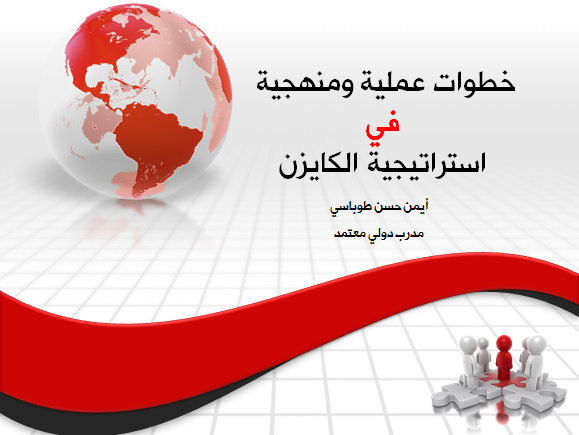 خطوات عملية ومنهجية
في
استراتيجية الكايزن
أيمن حسن طوباسي
مدرب دولي معتمد